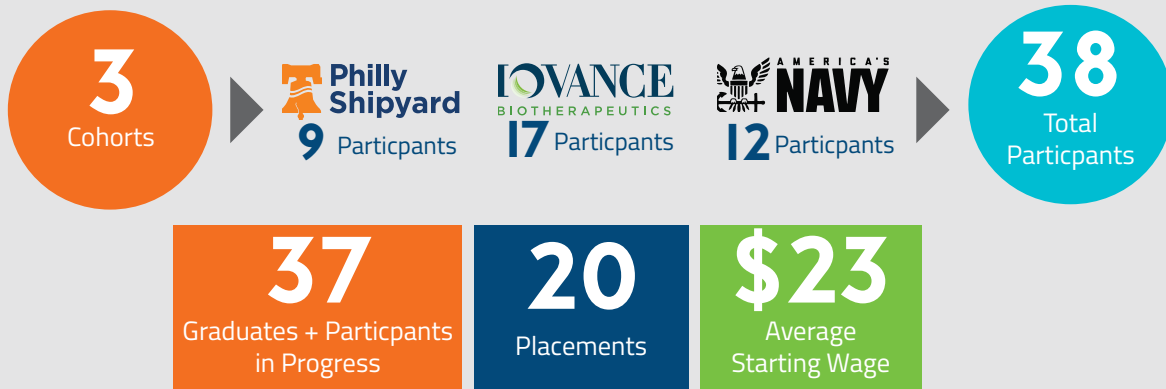 3
Cohorts
Philly
Shipyard
9 Particpants
IOVANCE
BIOTHERAPEUTICS
17 Particpants
AMERICA'S
NAVY
12 Particpants
38
Total
Particpants
37
Graduates + Particpants
in Progress
20
Placements
$23
Average
Starting Wage